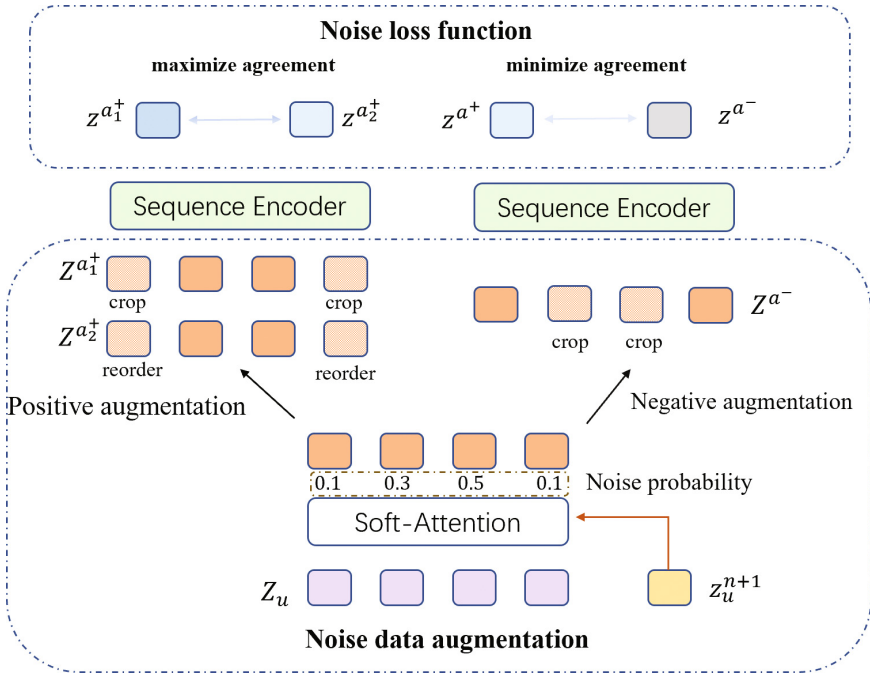 Noise loss function
maximize agreement minimize agreement
z^{a_1^+} z^{a_2^+} z^{a^+} z^{a^-}
Sequence Encoder Sequence Encoder
Z^{a_1^+}
crop crop
Z^{a^-}
Z^{a_2^+}
crop crop
reorder reorder
Positive augmentation Negative augmentation
0.1 0.3 0.5 0.1 Noise probability
Soft-Attention
Z_u z_u^{n+1}
Noise data augmentation